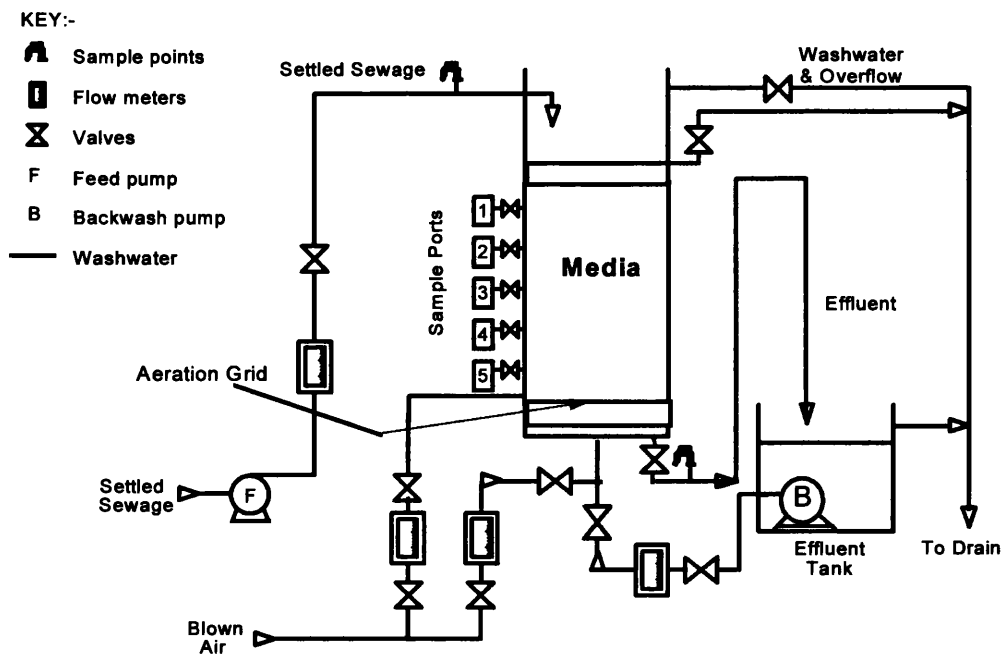 KEY:-
Sample points
Flow meters
Valves
F Feed pump
B Backwash pump
Washwater
Settled Sewage
Washwater
& Overflow
Sample Ports
1
2
3
4
5
Media
Effluent
Aeration Grid
Settled
Sewage
F
B
Effluent
Tank
To Drain
Blown
Air